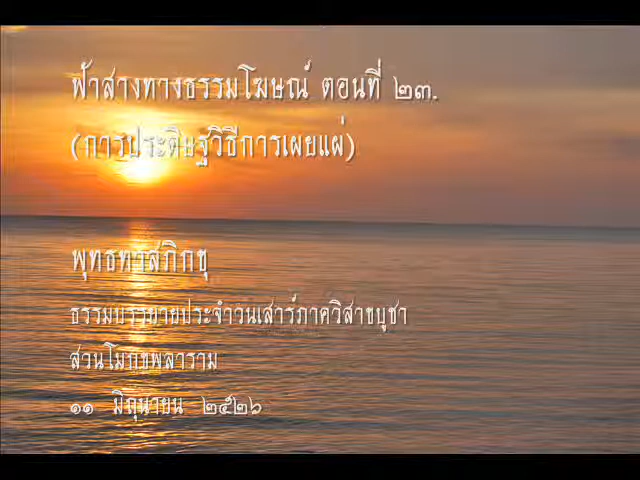 ฟ้าสางทางธรรมโฆษณ์ ตอนที่ ๒๓.
(การประดิษฐวิธีการเผยแผ่)
พุทธทาสภิกขุ
ธรรมบรรยายประจำวันเสาร์ภาควิสาขบูชา
สวนโมกขพลาราม
๑๑ มิถุนายน ๒๕๒๖